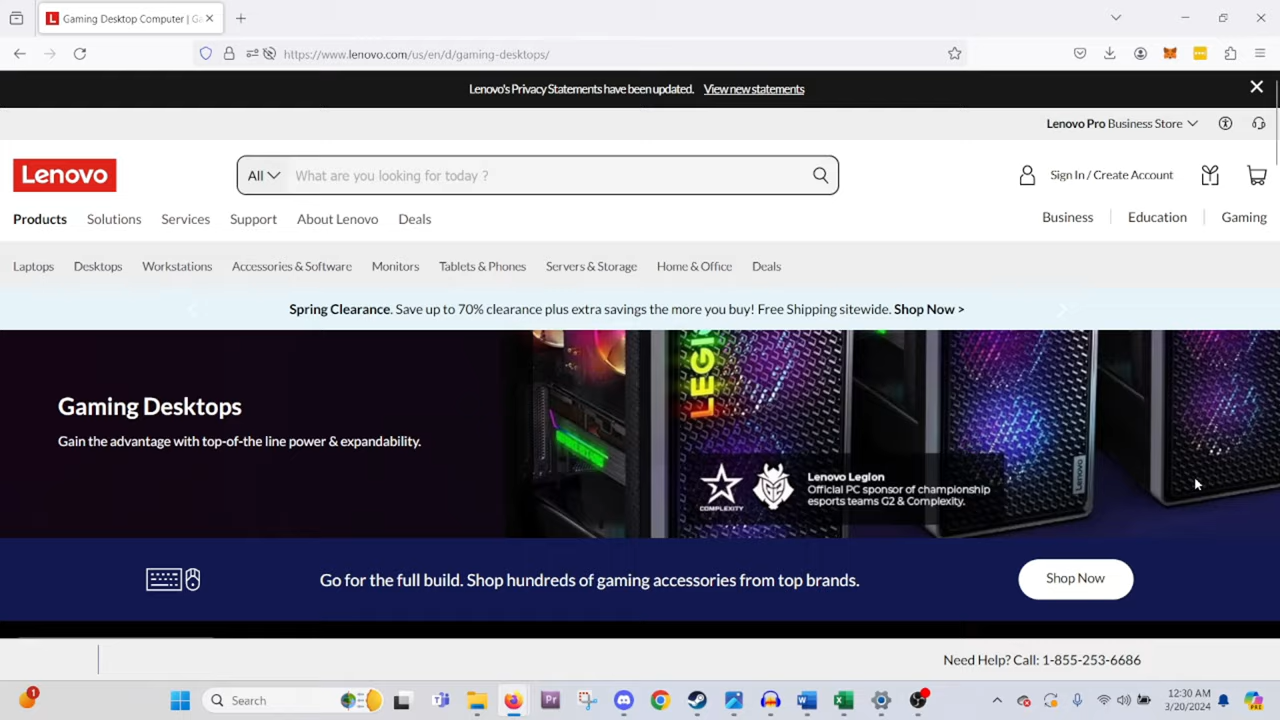 Gaming Desktop Computer | Ga
https://www.lenovo.com/us/en/d/gaming-desktops/
Lenovo's Privacy Statements have been updated. View new statements
Lenovo Pro Business Store
Lenovo
All
What are you looking for today ?
Sign In / Create Account
Products Solutions Services Support About Lenovo Deals
Business Education Gaming
Laptops Desktops Workstations Accessories & Software Monitors Tablets & Phones Servers & Storage Home & Office Deals
Spring Clearance. Save up to 70% clearance plus extra savings the more you buy! Free Shipping sitewide. Shop Now >
LEGI
Lenovo
Gaming Desktops
Gain the advantage with top-of-the line power & expandability.
COMPLEXITY
Lenovo Legion
Official PC sponsor of championship
esports teams G2 & Complexity.
Go for the full build. Shop hundreds of gaming accessories from top brands.
Shop Now
Need Help? Call: 1-855-253-6686
1
Search
12:30 AM
3/20/2024